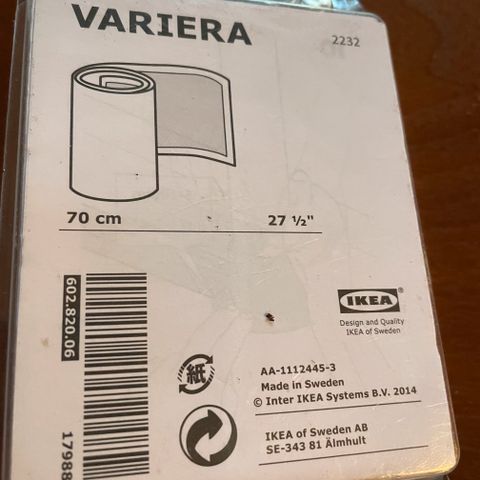 VARIERA
2232
70 cm
27 ½"
602.820.06
17988
IKEA®
Design and Quality
IKEA of Sweden
紙
AA-1112445-3
Made in Sweden
© Inter IKEA Systems B.V. 2014
IKEA of Sweden AB
SE-343 81 Älmhult